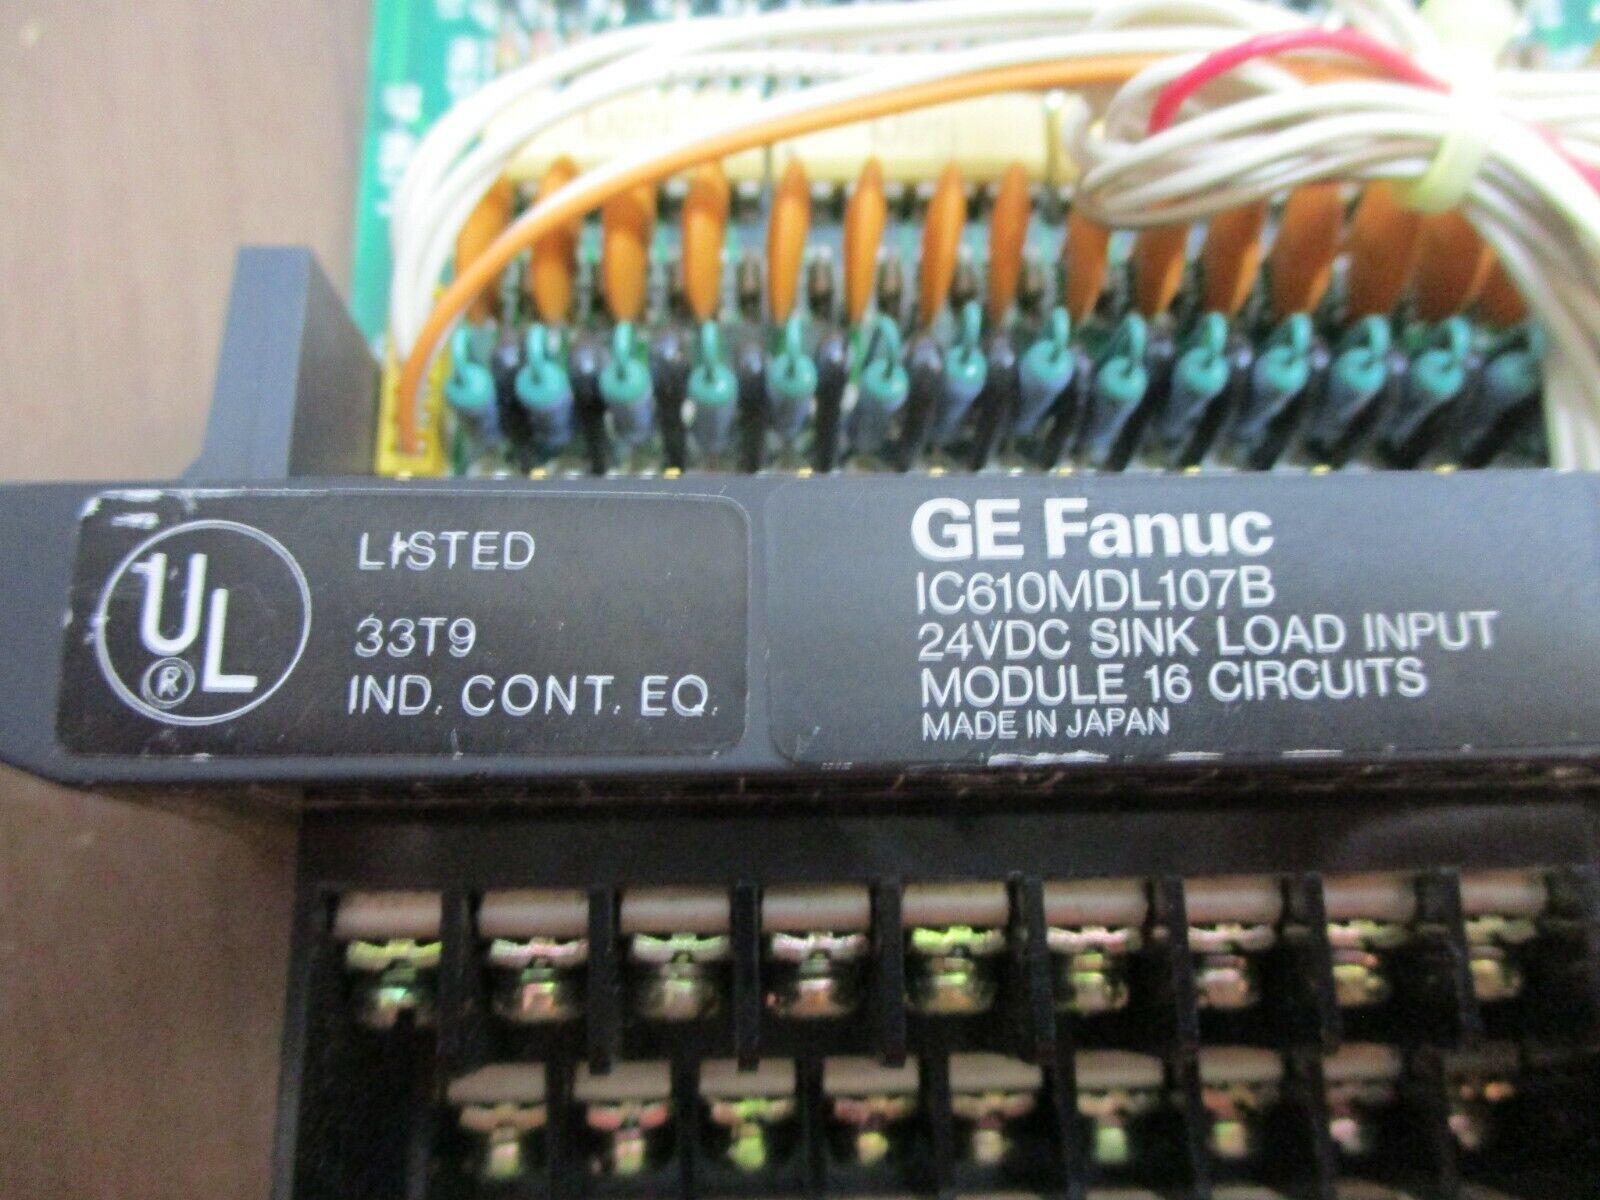 UL
®
LISTED
33T9
IND. CONT. EQ.
GE Fanuc
IC610MDL107B
24VDC SINK LOAD INPUT
MODULE 16 CIRCUITS
MADE IN JAPAN